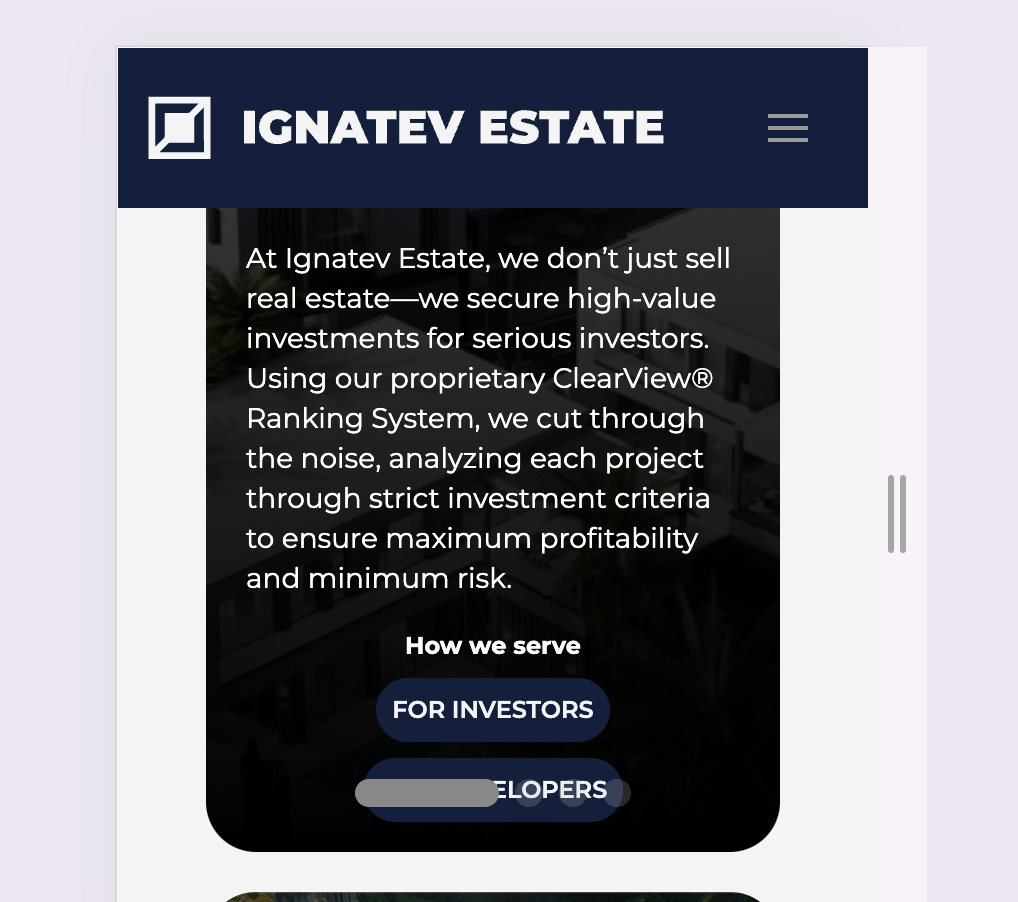 IGNATEV ESTATE
At Ignatev Estate, we don’t just sell
real estate—we secure high-value
investments for serious investors.
Using our proprietary ClearView®
Ranking System, we cut through
the noise, analyzing each project
through strict investment criteria
to ensure maximum profitability
and minimum risk.
How we serve
FOR INVESTORS
ELOPERS